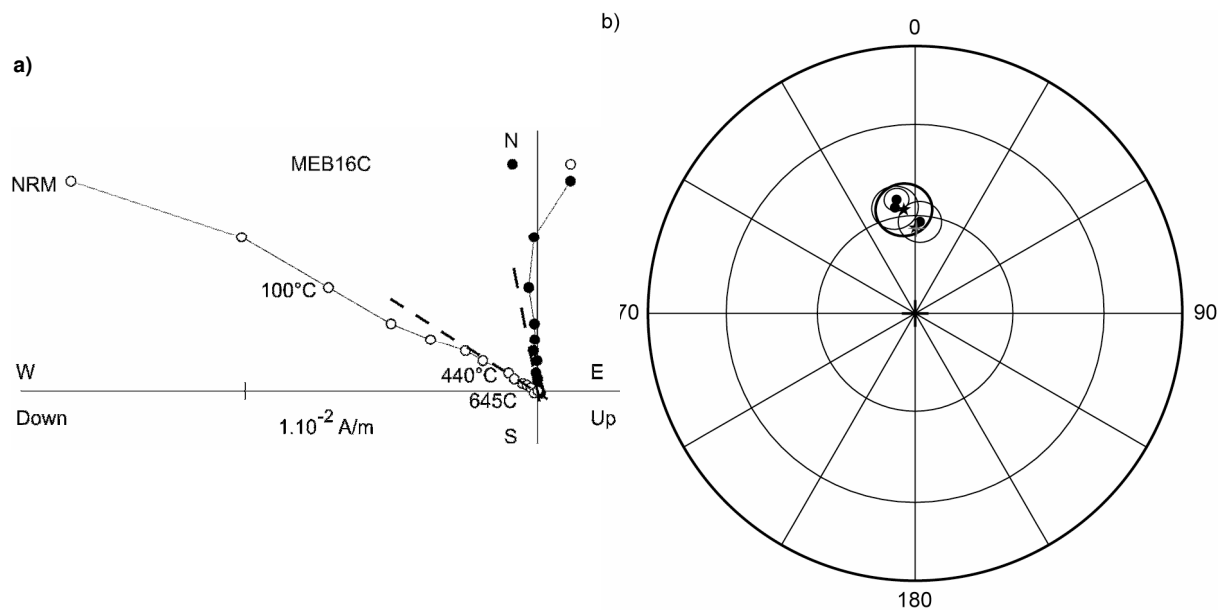 a)
N
MEB16C
NRM
100°C
W
440°C
E
645C
Down
1.10⁻² A/m
S
Up
b)
0
70
90
180